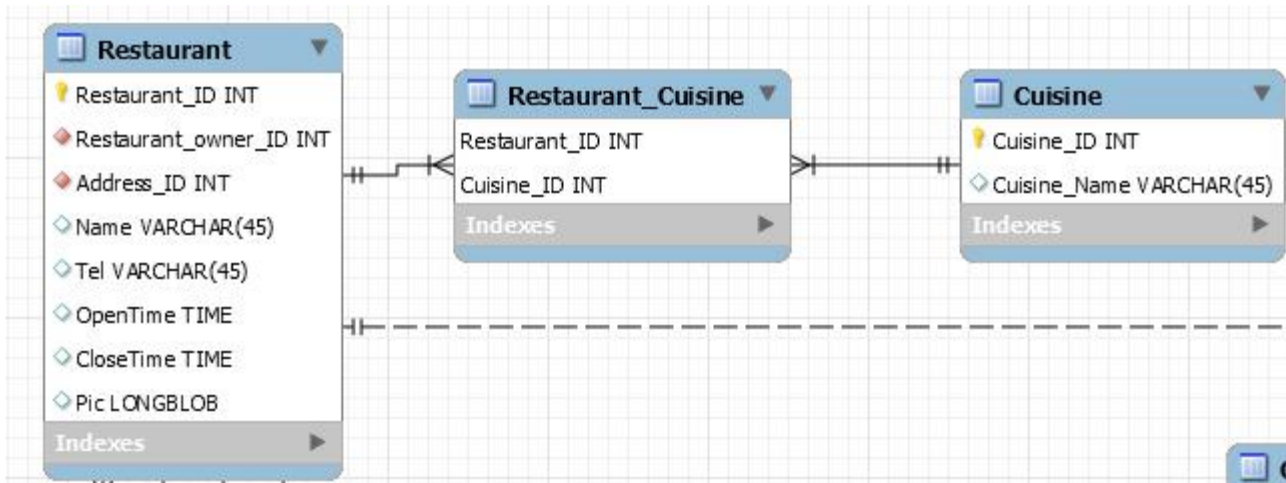 Restaurant
Restaurant_ID INT
Restaurant_owner_ID INT
Address_ID INT
Name VARCHAR(45)
Tel VARCHAR(45)
OpenTime TIME
CloseTime TIME
Pic LONGBLOB
Indexes
Restaurant_Cuisine
Restaurant_ID INT
Cuisine_ID INT
Indexes
Cuisine
Cuisine_ID INT
Cuisine_Name VARCHAR(45)
Indexes